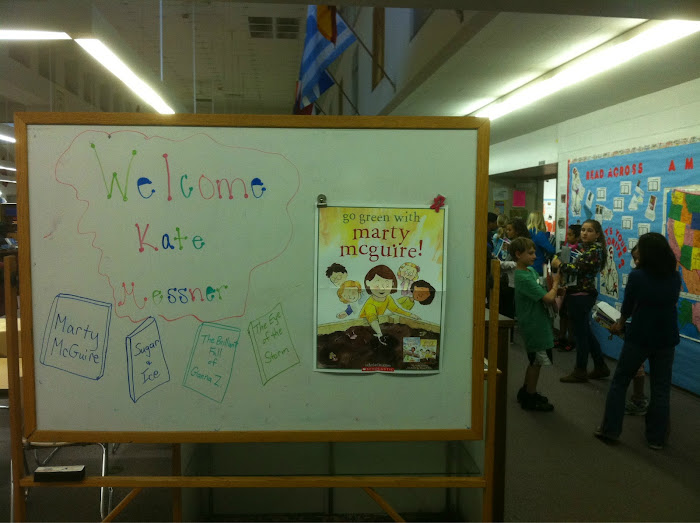 Welcome
Kate
Messner
Marty
McGuire
Sugar
+
Ice
The Brilliant
Fall
of
Gianna Z.
The Eye
of the
Storm
go green with
marty
mcguire!
SCHOLASTIC
READ ACROSS A M